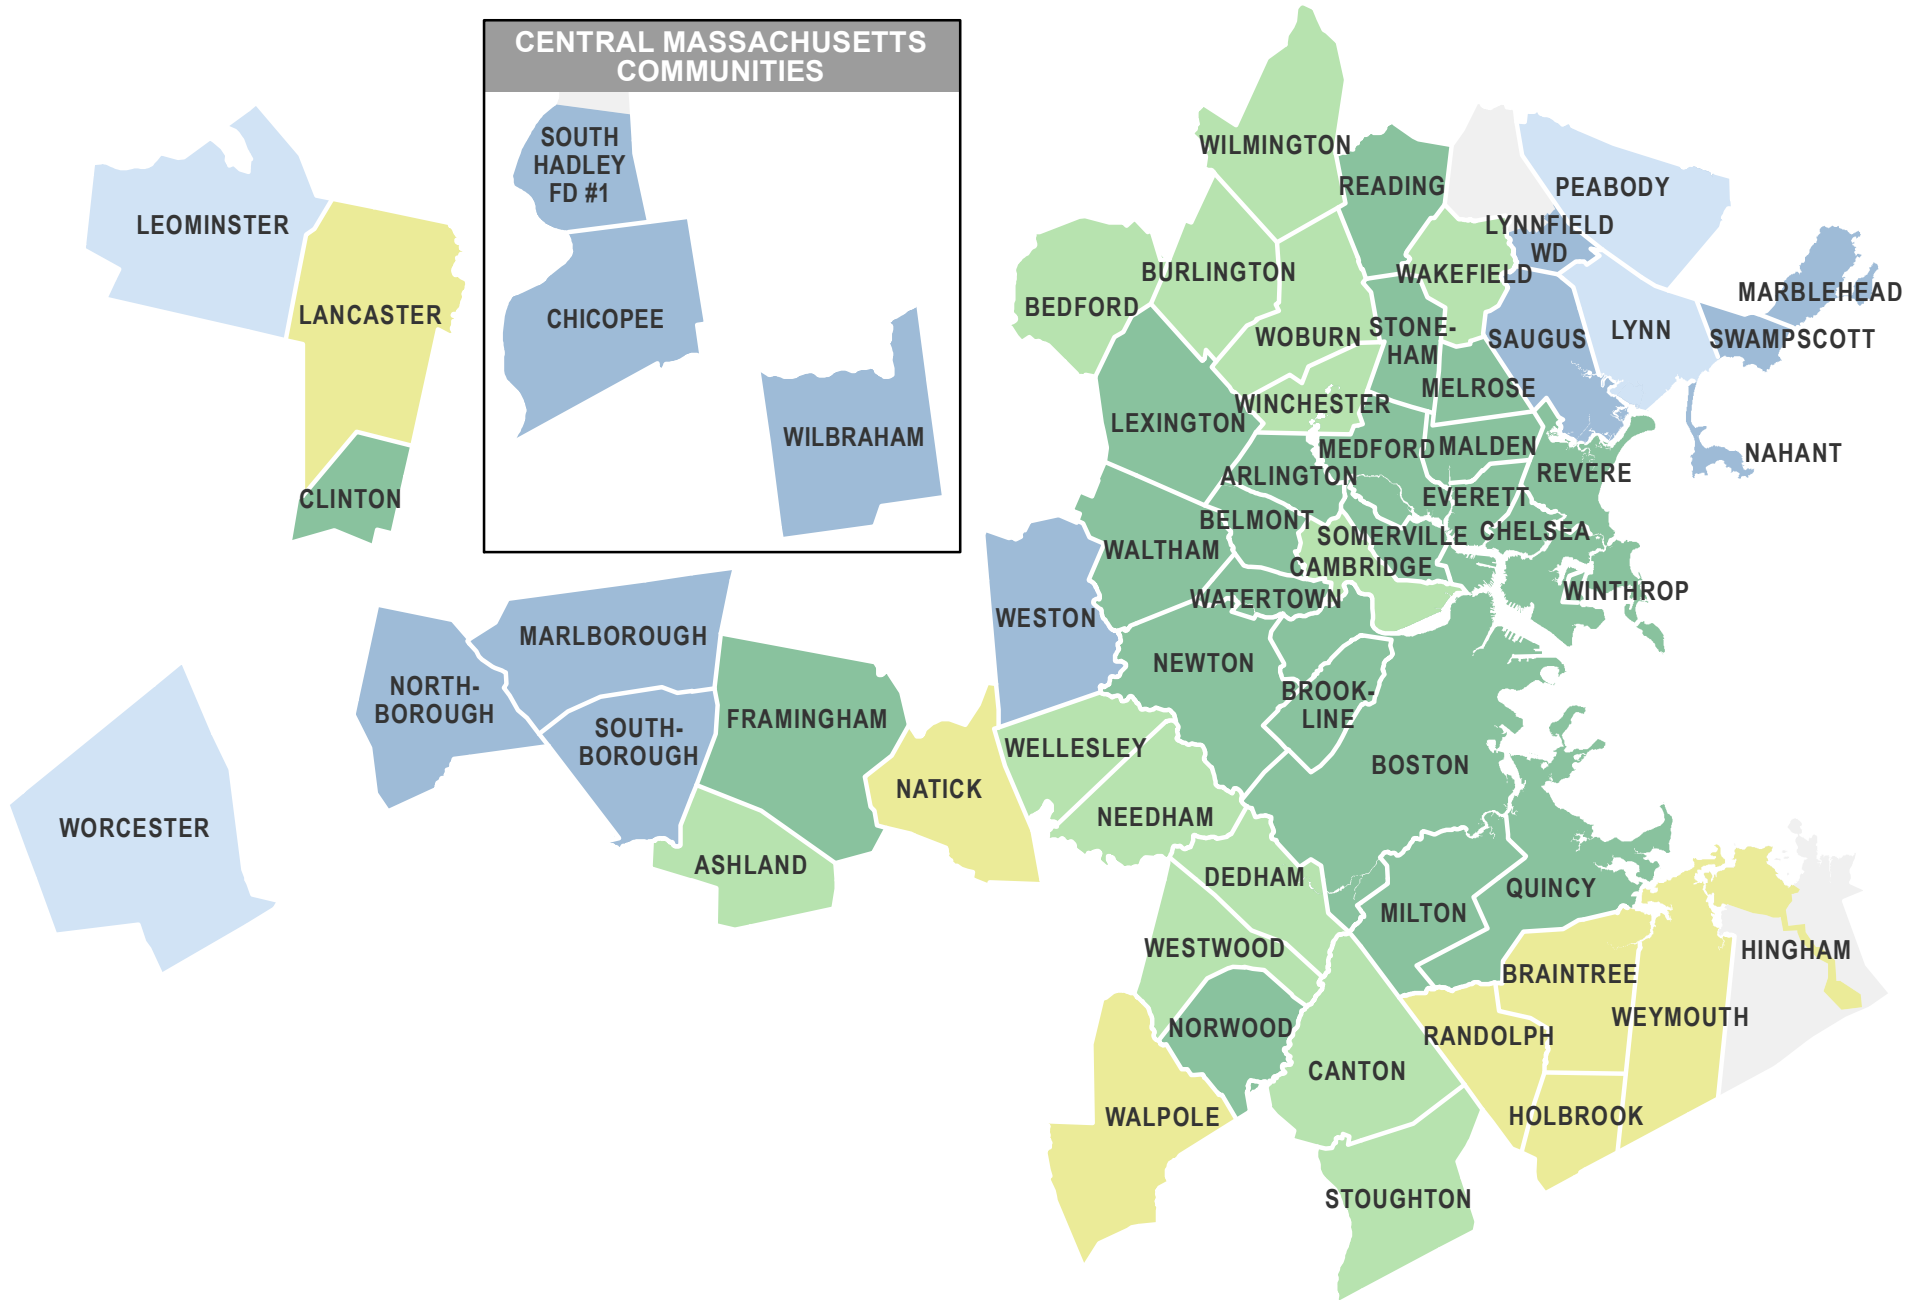 CENTRAL MASSACHUSETTS
COMMUNITIES
SOUTH
HADLEY
FD #1
CHICOPEE
WILBRAHAM
LEOMINSTER
LANCASTER
CLINTON
WORCESTER
NORTH-
BOROUGH
MARLBOROUGH
SOUTH-
BOROUGH
FRAMINGHAM
ASHLAND
NATICK
WESTON
WELLESLEY
NEEDHAM
WILMINGTON
READING
PEABODY
LYNNFIELD
WD
MARBLEHEAD
BEDFORD
BURLINGTON
WAKEFIELD
WOBURN
STONE-
HAM
SAUGUS
LYNN
SWAMPSCOTT
MELROSE
WINCHESTER
LEXINGTON
MEDFORD
MALDEN
NAHANT
ARLINGTON
REVERE
EVERETT
BELMONT
SOMERVILLE
CHELSEA
WALTHAM
CAMBRIDGE
WATERTOWN
WINTHROP
NEWTON
BROOK-
LINE
BOSTON
DEDHAM
MILTON
QUINCY
WESTWOOD
BRAINTREE
HINGHAM
NORWOOD
WEYMOUTH
RANDOLPH
CANTON
WALPOLE
HOLBROOK
STOUGHTON